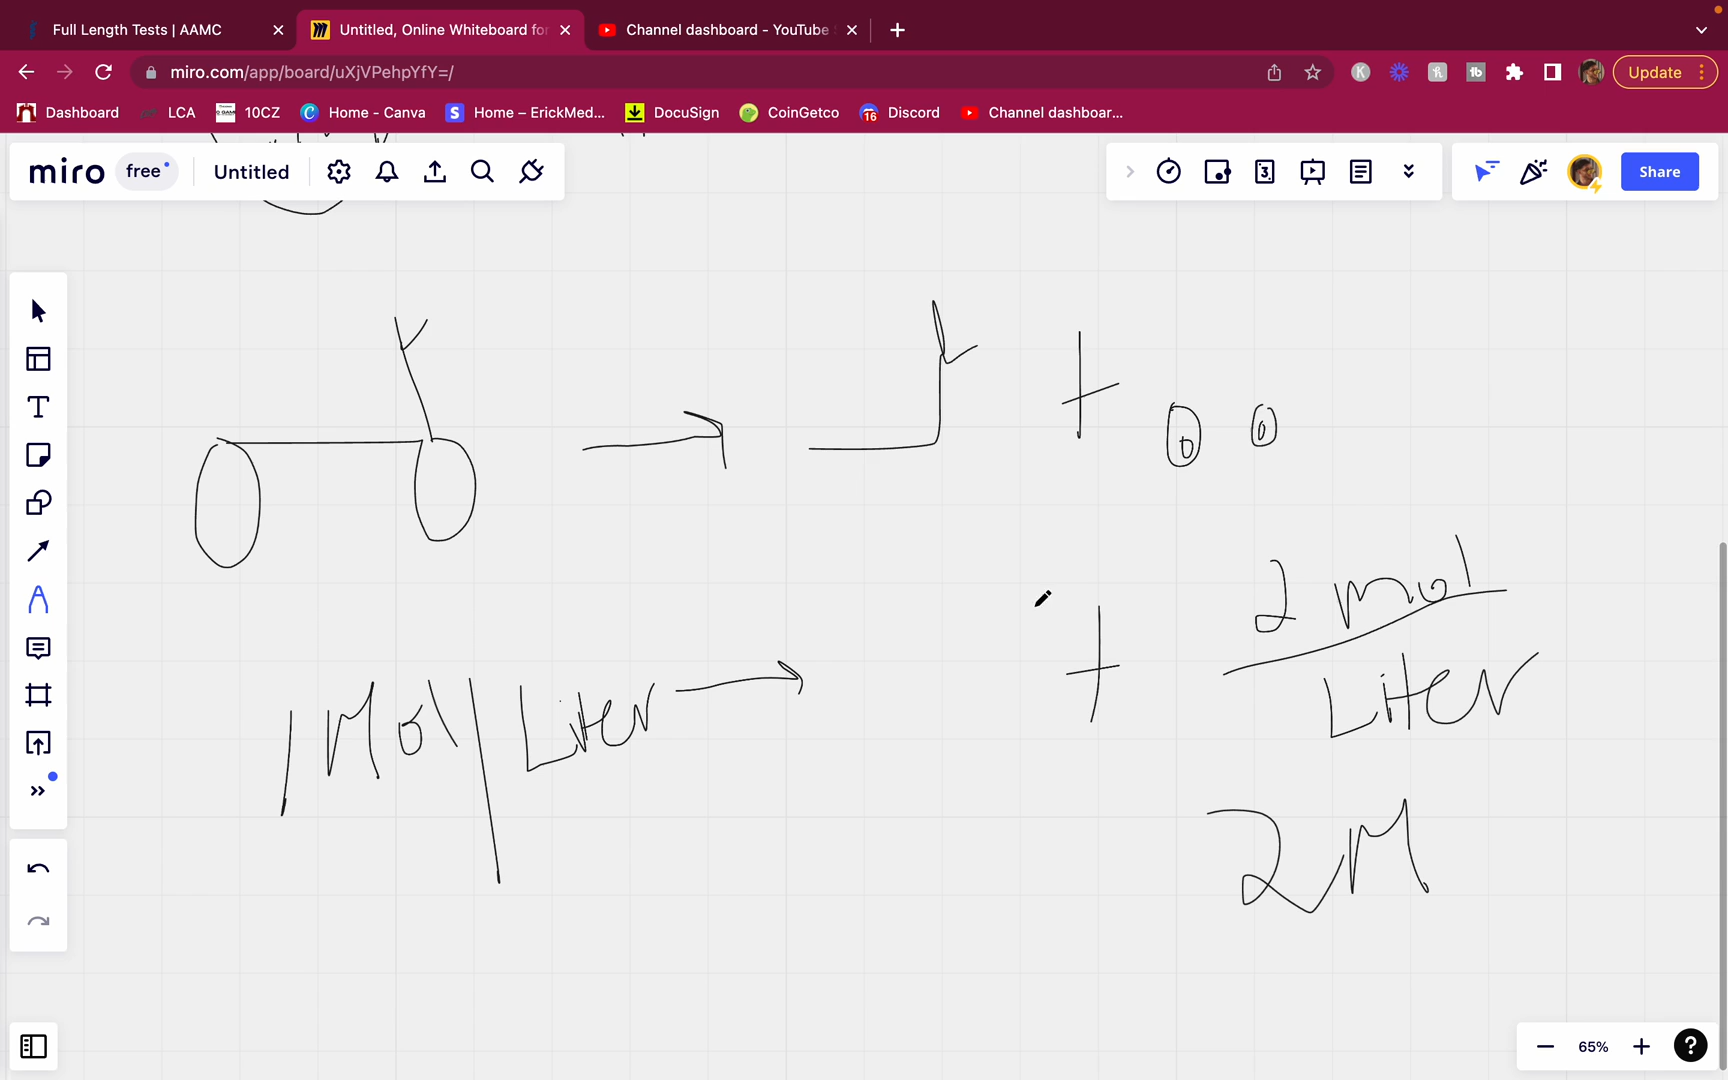 Full Length Tests | AAMC
Untitled, Online Whiteboard for
Channel dashboard - YouTube
miro.com/app/board/uXjVPehpYfY=/
Update
Dashboard
LCA
10CZ
Home - Canva
Home – ErickMed...
DocuSign
CoinGetco
16
Discord
Channel dashboar...
miro
free
Untitled
3
Share
+
2 mol
Liter
1 Mol / Liter
+
2M
65%
?